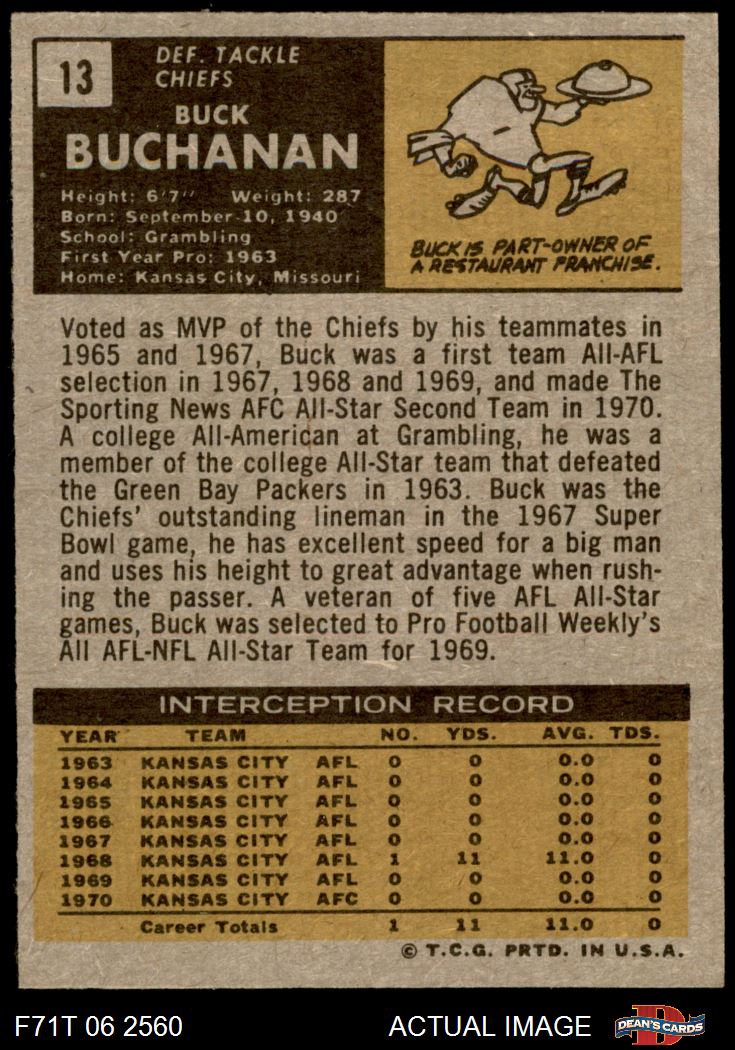 13
DEF. TACKLE
CHIEFS
BUCK
BUCHANAN
Height: 6'7" Weight: 287
Born: September 10, 1940
School: Grambling
First Year Pro: 1963
Home: Kansas City, Missouri
BUCK IS PART-OWNER OF
A RESTAURANT FRANCHISE.
Voted as MVP of the Chiefs by his teammates in
1965 and 1967, Buck was a first team All-AFL
selection in 1967, 1968 and 1969, and made The
Sporting News AFC All-Star Second Team in 1970.
A college All-American at Grambling, he was a
member of the college All-Star team that defeated
the Green Bay Packers in 1963. Buck was the
Chiefs' outstanding lineman in the 1967 Super
Bowl game, he has excellent speed for a big man
and uses his height to great advantage when rush-
ing the passer. A veteran of five AFL All-Star
games, Buck was selected to Pro Football Weekly's
All AFL-NFL All-Star Team for 1969.
INTERCEPTION RECORD
YEAR TEAM NO. YDS. AVG. TDS.
1963 KANSAS CITY AFL 0 0 0.0 0
1964 KANSAS CITY AFL 0 0 0.0 0
1965 KANSAS CITY AFL 0 0 0.0 0
1966 KANSAS CITY AFL 0 0 0.0 0
1967 KANSAS CITY AFL 0 0 0.0 0
1968 KANSAS CITY AFL 1 11 11.0 0
1969 KANSAS CITY AFL 0 0 0.0 0
1970 KANSAS CITY AFC 0 0 0.0 0
Career Totals 1 11 11.0 0
© T.C.G. PRTD. IN U.S.A.
F71T 06 2560 ACTUAL IMAGE D DEAN'S CARDS